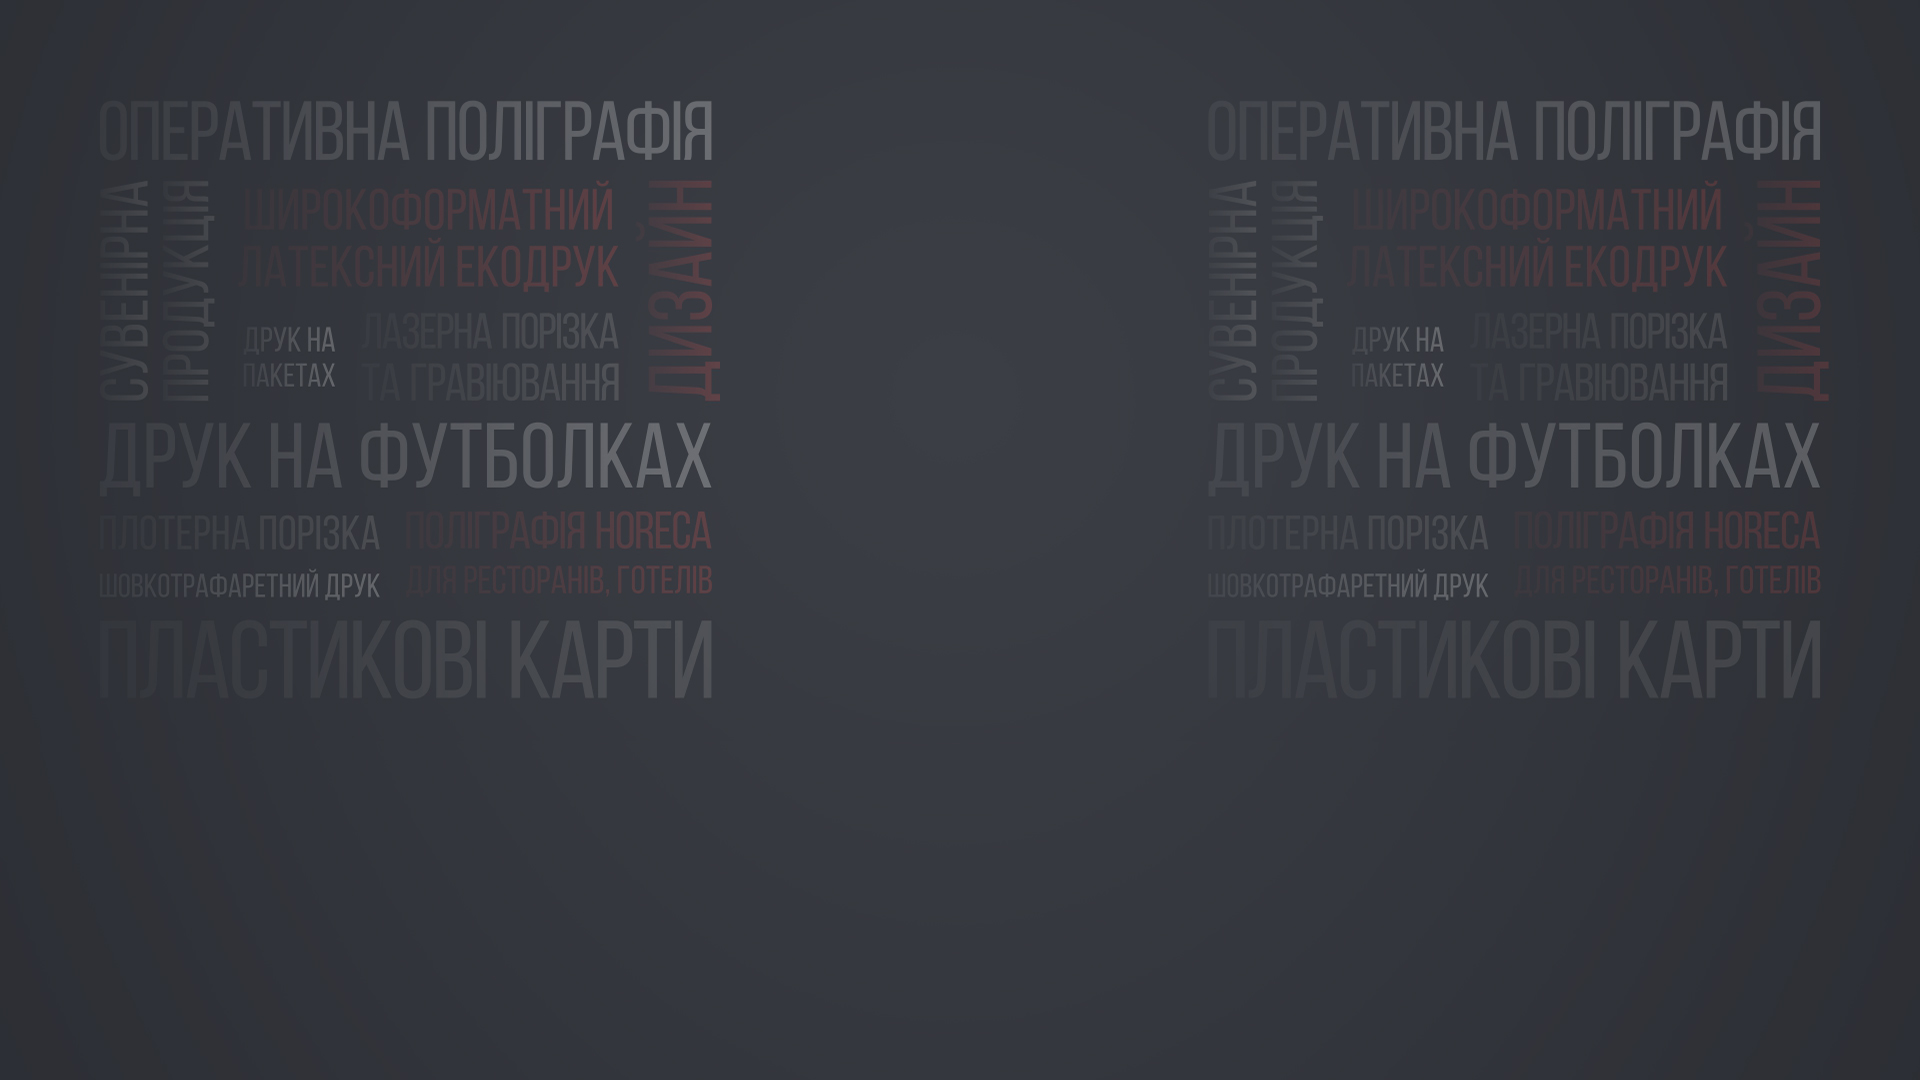 ОПЕРАТИВНА ПОЛІГРАФІЯ
СУВЕНІРНА
ПРОДУКЦІЯ
ШИРОКОФОРМАТНИЙ
ЛАТЕКСНИЙ ЕКОДРУК
ДИЗАЙН
ДРУК НА
ПАКЕТАХ
ЛАЗЕРНА ПОРІЗКА
ТА ГРАВІЮВАННЯ
ДРУК НА ФУТБОЛКАХ
ПЛОТЕРНА ПОРІЗКА
ШОВКОТРАФАРЕТНИЙ ДРУК
ПОЛІГРАФІЯ HORECA
ДЛЯ РЕСТОРАНІВ, ГОТЕЛІВ
ПЛАСТИКОВІ КАРТИ
ОПЕРАТИВНА ПОЛІГРАФІЯ
СУВЕНІРНА
ПРОДУКЦІЯ
ШИРОКОФОРМАТНИЙ
ЛАТЕКСНИЙ ЕКОДРУК
ДИЗАЙН
ДРУК НА
ПАКЕТАХ
ЛАЗЕРНА ПОРІЗКА
ТА ГРАВІЮВАННЯ
ДРУК НА ФУТБОЛКАХ
ПЛОТЕРНА ПОРІЗКА
ШОВКОТРАФАРЕТНИЙ ДРУК
ПОЛІГРАФІЯ HORECA
ДЛЯ РЕСТОРАНІВ, ГОТЕЛІВ
ПЛАСТИКОВІ КАРТИ